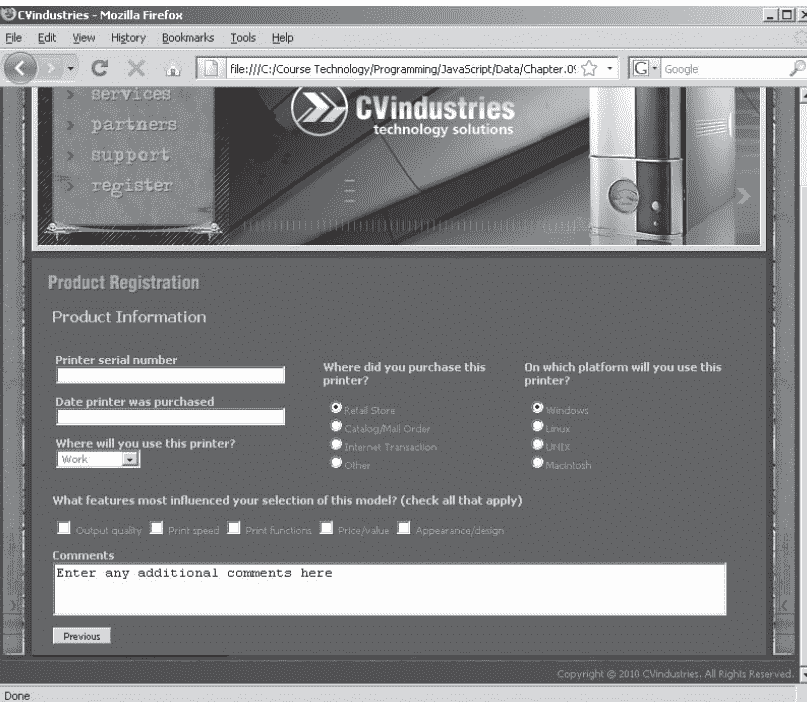 CVindustries - Mozilla Firefox
File Edit View History Bookmarks Tools Help
file:///C:/Course Technology/Programming/JavaScript/Data/Chapter.09
G Google
services
partners
support
register
CVindustries
technology solutions
Product Registration
Product Information
Printer serial number
Date printer was purchased
Where will you use this printer?
Work
Where did you purchase this
printer?
Retail Store
Catalog/Mail Order
Internet Transaction
Other
On which platform will you use this
printer?
Windows
Linux
UNIX
Macintosh
What features most influenced your selection of this model? (check all that apply)
Output quality Print speed Print functions Price/value Appearance/design
Comments
Enter any additional comments here
Previous
Copyright © 2010 CVindustries. All Rights Reserved.
Done